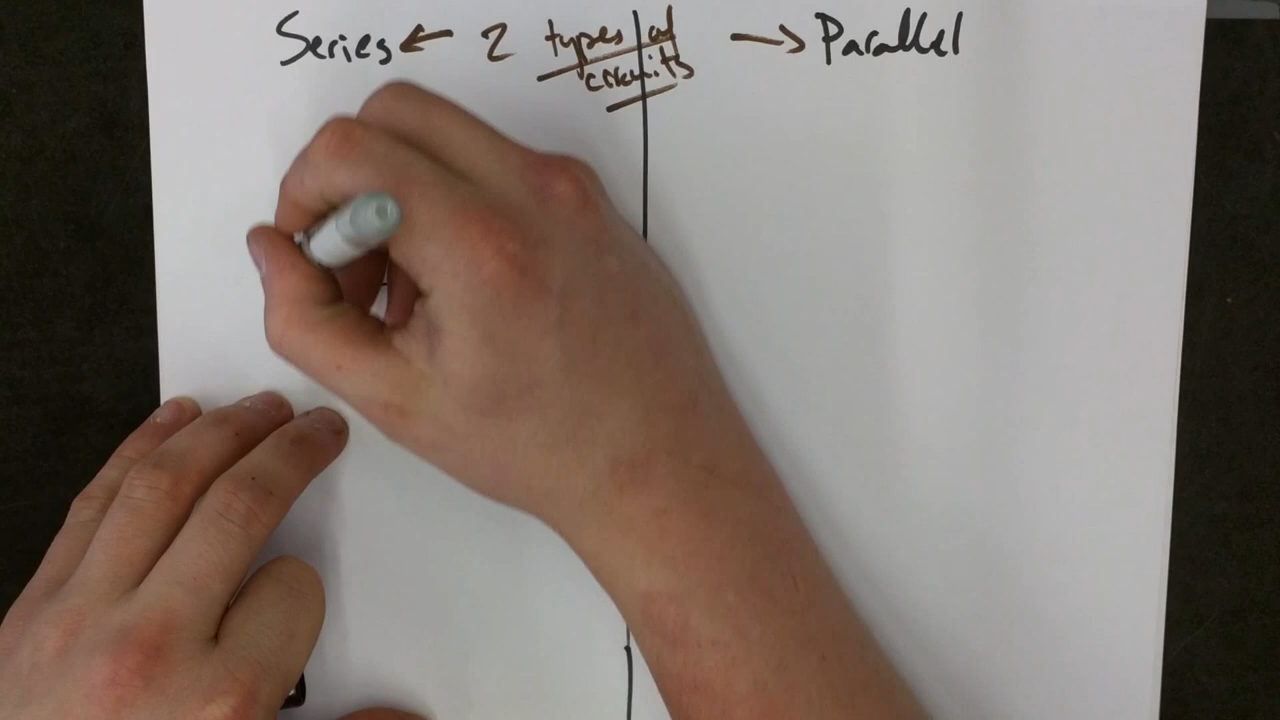 Series ← 2 types of → Parallel
circuits